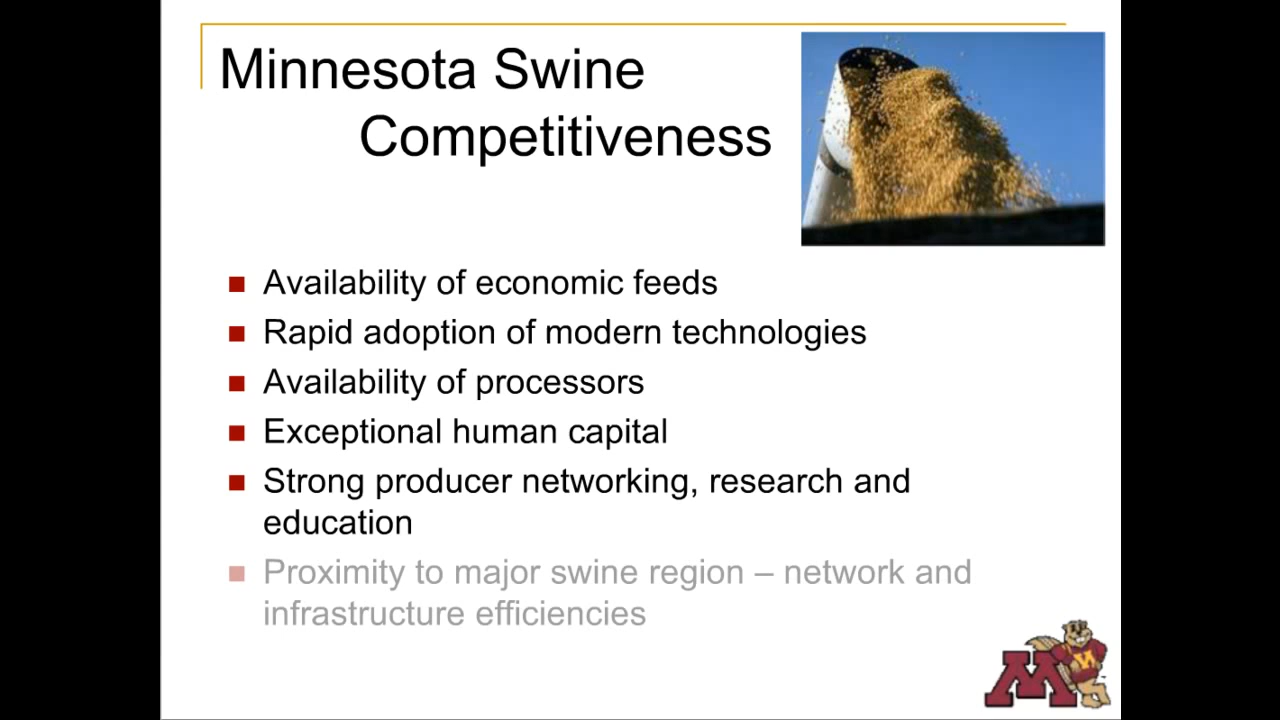 Minnesota Swine
Competitiveness
Availability of economic feeds
Rapid adoption of modern technologies
Availability of processors
Exceptional human capital
Strong producer networking, research and
education
Proximity to major swine region – network and
infrastructure efficiencies
M